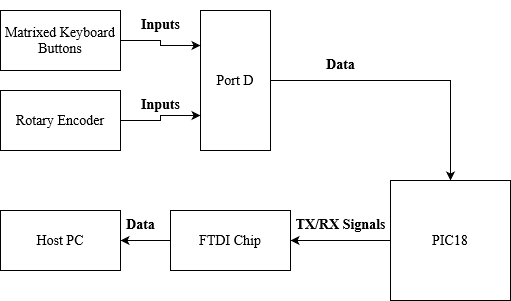 Matrixed Keyboard
Buttons
Inputs
Port D
Data
Rotary Encoder
Inputs
Host PC
Data
FTDI Chip
TX/RX Signals
PIC18